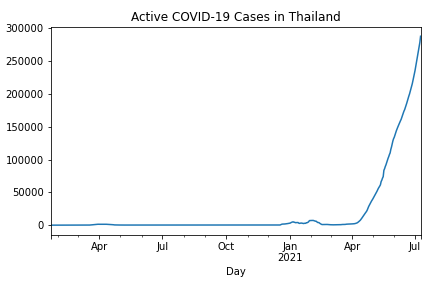 Active COVID-19 Cases in Thailand
300000
250000
200000
150000
100000
50000
0
Apr Jul Oct Jan Apr Jul
2021
Day